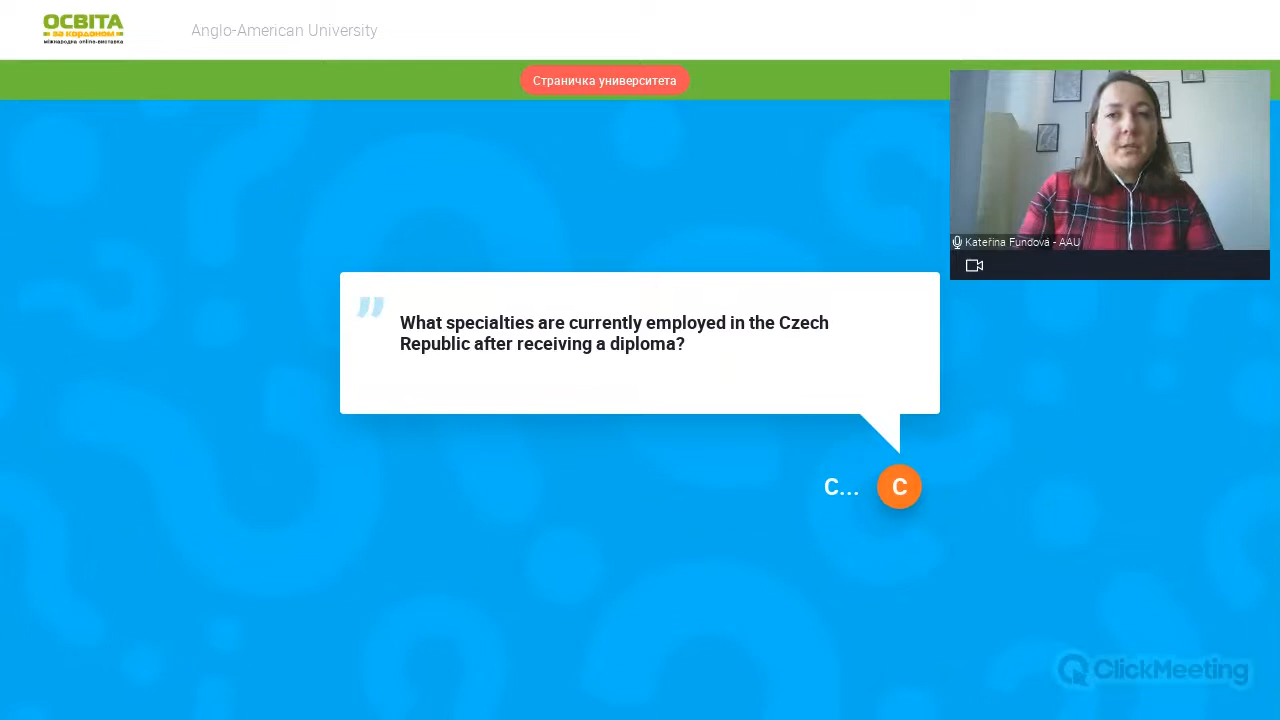 ОСВІТА
за кордоном
міжнародна online-виставка
Anglo-American University
Страничка университета
Kateřina Fundová - AAU
"
What specialties are currently employed in the Czech
Republic after receiving a diploma?
C...
C
ClickMeeting